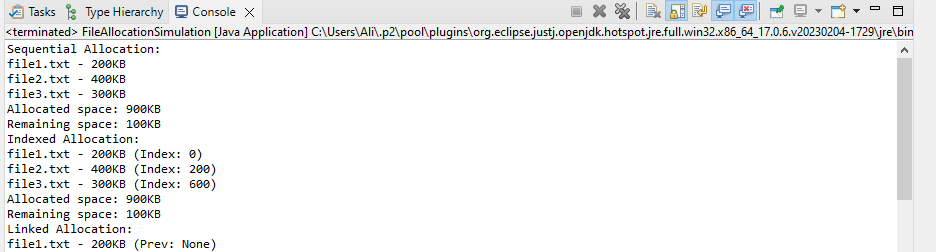 Tasks Type Hierarchy Console
<terminated> FileAllocationSimulation [Java Application] C:\Users\Ali\.p2\pool\plugins\org.eclipse.justj.openjdk.hotspot.jre.full.win32.x86_64_17.0.6.v20230204-1729\jre\bin
Sequential Allocation:
file1.txt - 200KB
file2.txt - 400KB
file3.txt - 300KB
Allocated space: 900KB
Remaining space: 100KB
Indexed Allocation:
file1.txt - 200KB (Index: 0)
file2.txt - 400KB (Index: 200)
file3.txt - 300KB (Index: 600)
Allocated space: 900KB
Remaining space: 100KB
Linked Allocation:
file1.txt - 200KB (Prev: None)